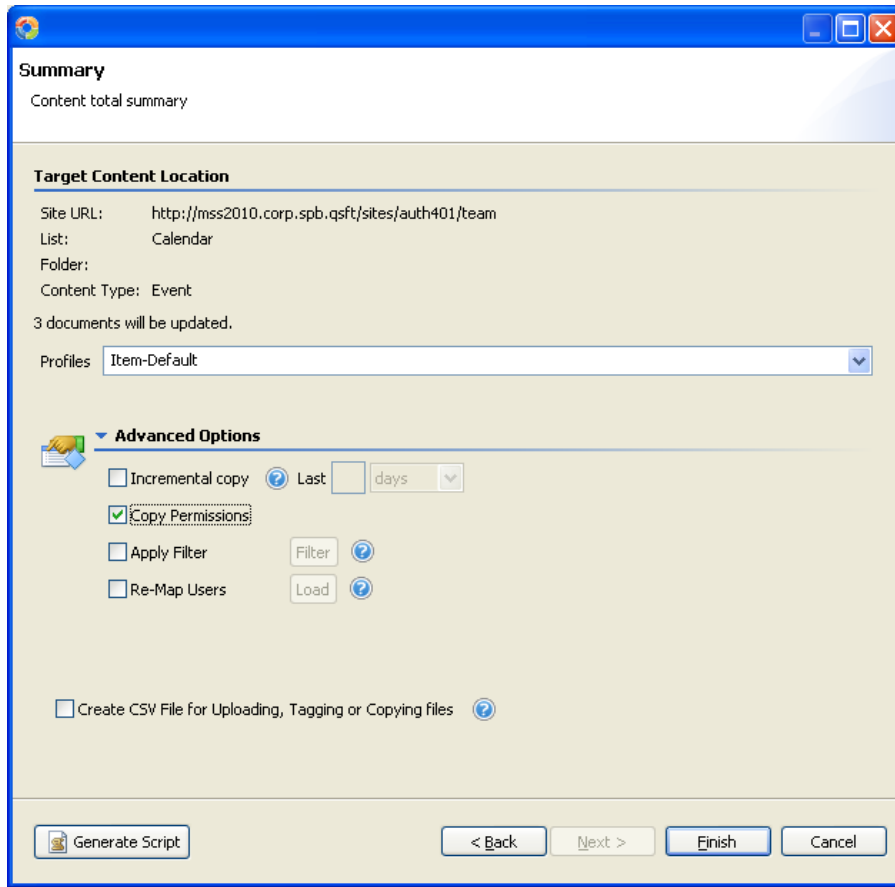 Summary
Content total summary
Target Content Location
Site URL: http://mss2010.corp.spb.qsft/sites/auth401/team
List: Calendar
Folder:
Content Type: Event
3 documents will be updated.
Profiles Item-Default
Advanced Options
Incremental copy ? Last days
Copy Permissions
Apply Filter Filter ?
Re-Map Users Load ?
Create CSV File for Uploading, Tagging or Copying files ?
Generate Script < Back Next > Finish Cancel